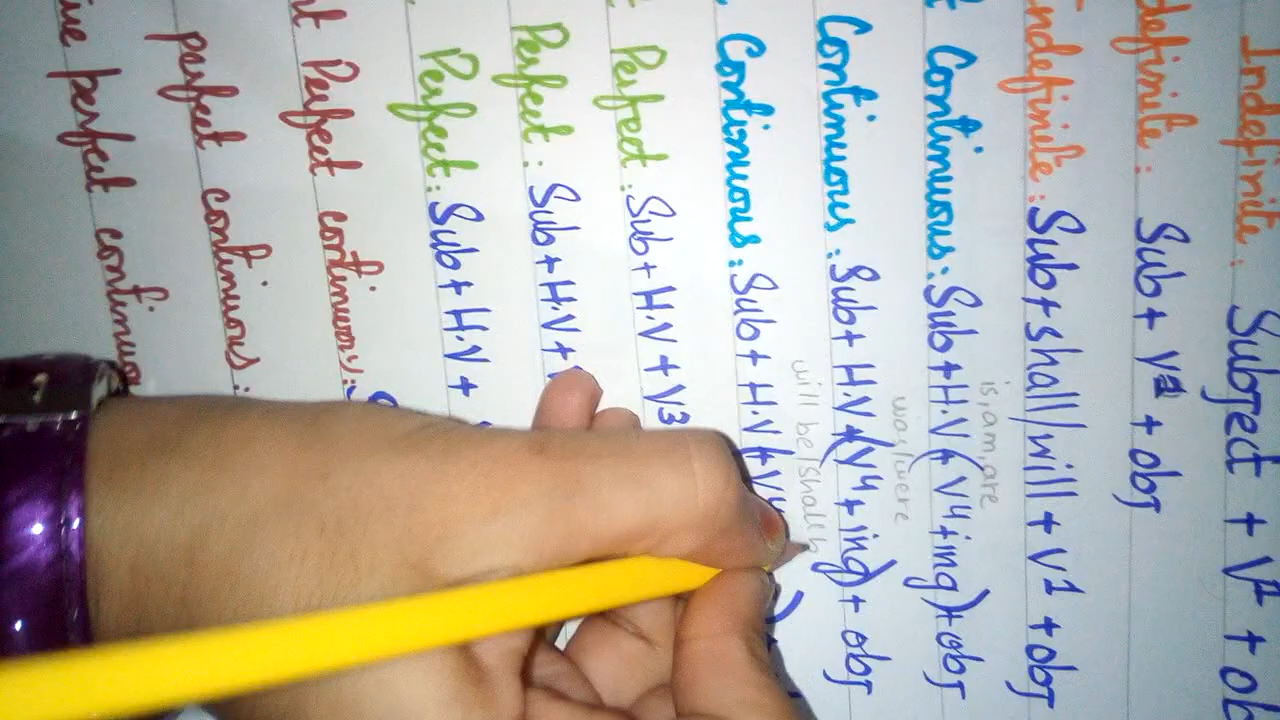 Indefinite: Subject + V1 + ob
definite: Sub + V2 + obj
Indefinite: Sub + shall/will + V1 + obj
is, am, are
Continuous: Sub + H.V + (V4 + ing) + obj
was/were
Continuous: Sub + H.V + (V4 + ing) + obj
will be/shall b
Continuous: Sub + H.V + (V4
Perfect: Sub + H.V + V3
Perfect: Sub + H.V +
Perfect: Sub + H.V +
Perfect continuous:
perfect continuous:
perfect continuou